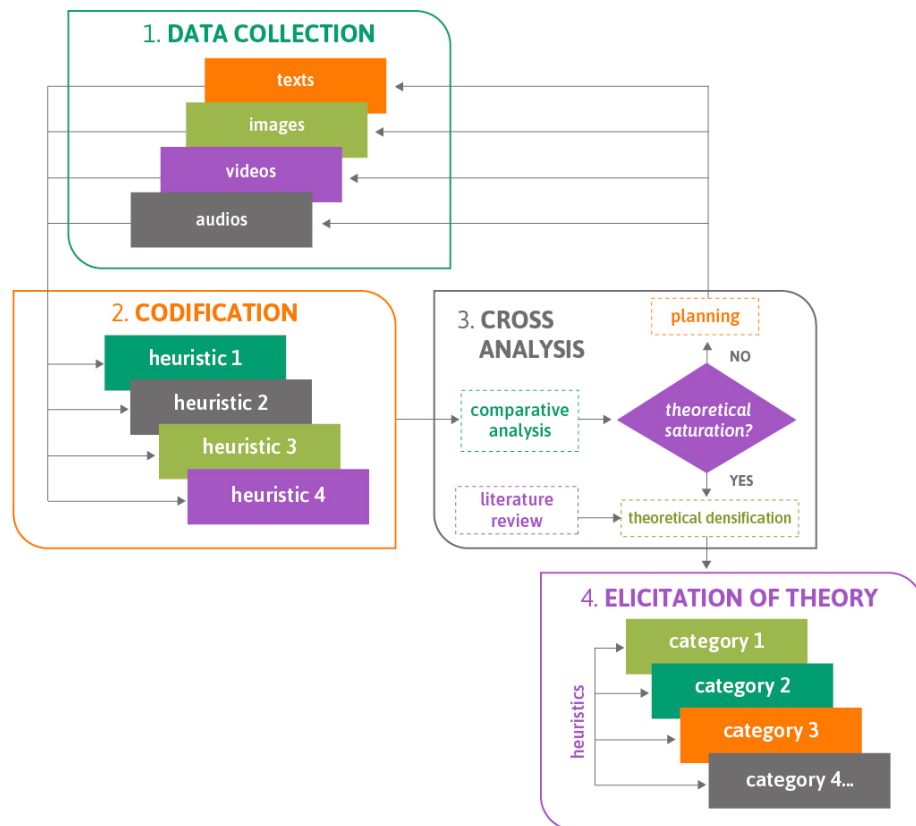 1. DATA COLLECTION
texts
images
videos
audios
2. CODIFICATION
heuristic 1
heuristic 2
heuristic 3
heuristic 4
3. CROSS
ANALYSIS
planning
NO
comparative
analysis
theoretical
saturation?
YES
literature
review
theoretical densification
4. ELICITATION OF THEORY
heuristics
category 1
category 2
category 3
category 4...